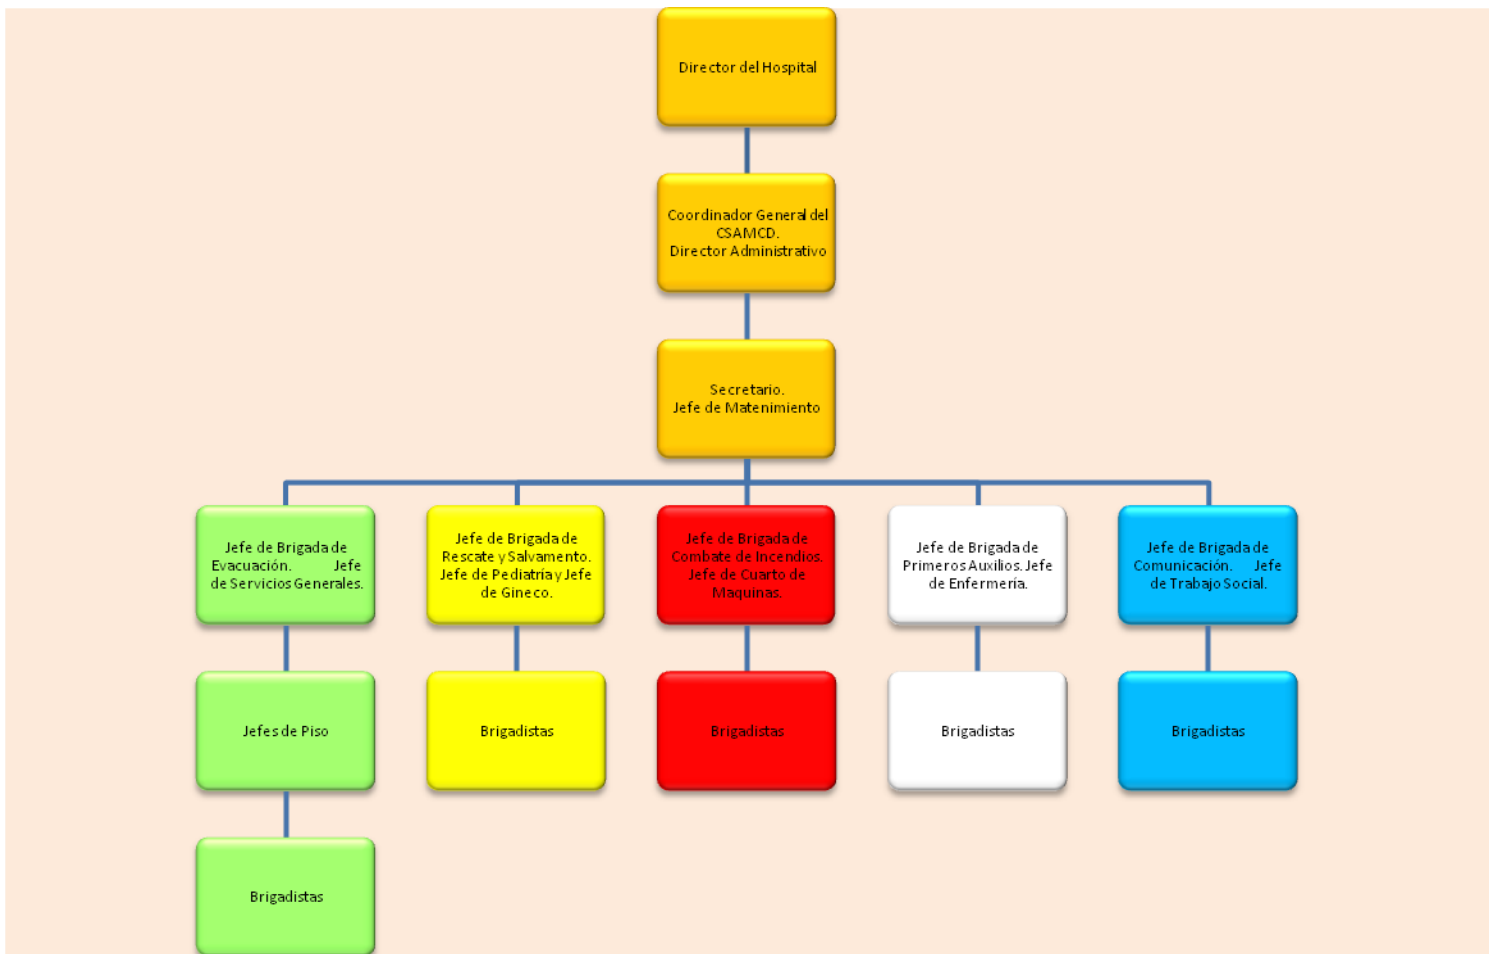 Director del Hospital
Coordinador General del
CSAMCD.
Director Administrativo
Secretario.
Jefe de Matenimiento
Jefe de Brigada de
Evacuación. Jefe
de Servicios Generales.
Jefe de Brigada de
Rescate y Salvamento.
Jefe de Pediatría y Jefe
de Gineco.
Jefe de Brigada de
Combate de Incendios.
Jefe de Cuarto de
Maquinas.
Jefe de Brigada de
Primeros Auxilios. Jefe
de Enfermería.
Jefe de Brigada de
Comunicación. Jefe
de Trabajo Social.
Jefes de Piso
Brigadistas
Brigadistas
Brigadistas
Brigadistas
Brigadistas